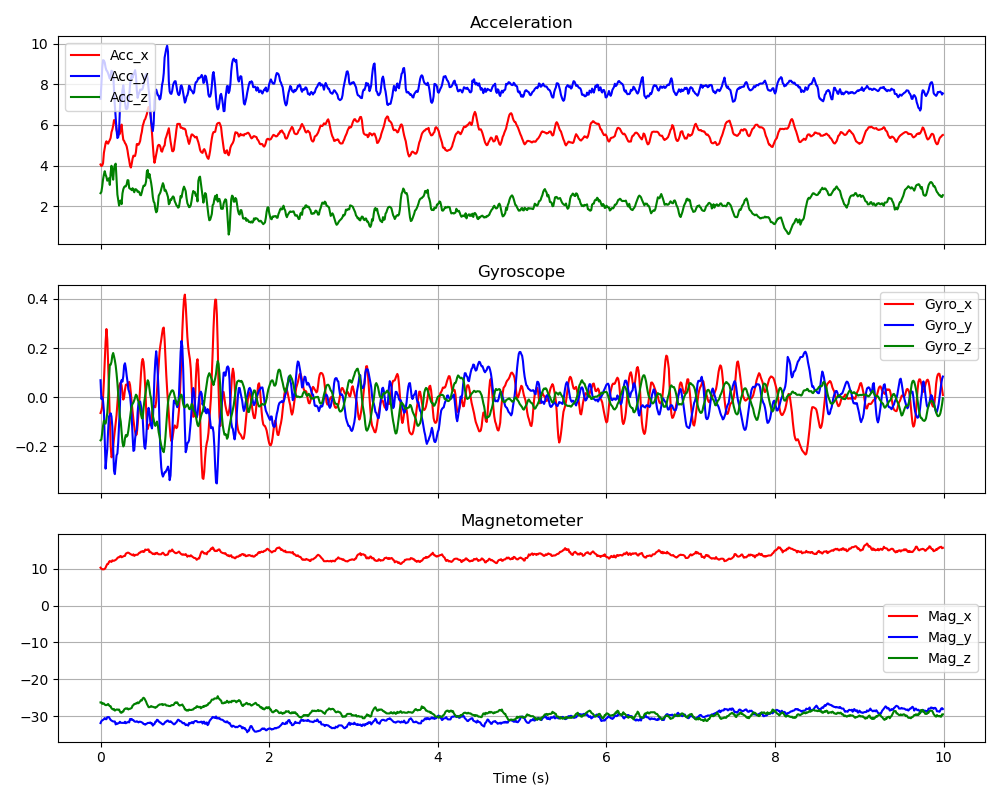 Acceleration
10
8
6
4
2
Acc_x
Acc_y
Acc_z
Gyroscope
0.4
0.2
0.0
−0.2
Gyro_x
Gyro_y
Gyro_z
Magnetometer
10
0
−10
−20
−30
Mag_x
Mag_y
Mag_z
0 2 4 6 8 10
Time (s)